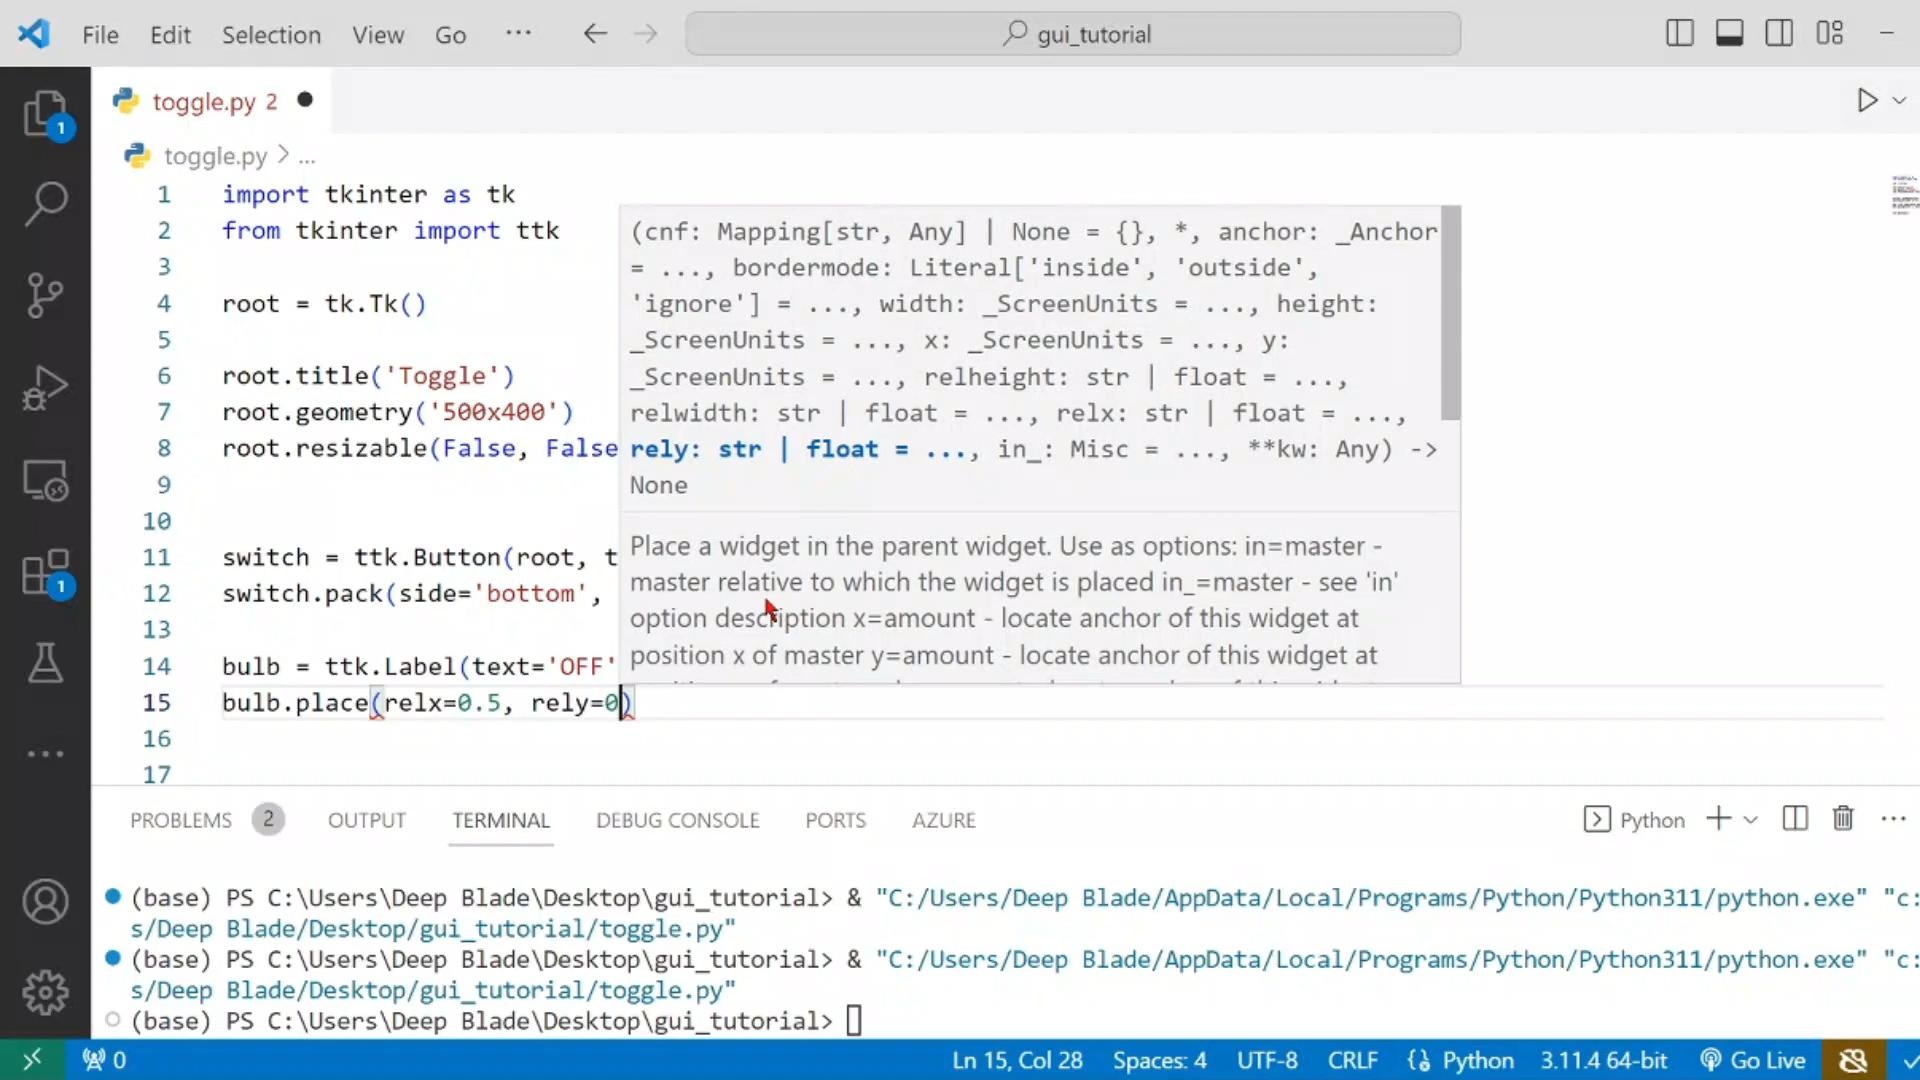 File Edit Selection View Go ··· gui_tutorial
toggle.py 2
1
toggle.py > ...
1 import tkinter as tk
2 from tkinter import ttk
3
4 root = tk.Tk()
5
6 root.title('Toggle')
7 root.geometry('500x400')
8 root.resizable(False, False
9
10
11 switch = ttk.Button(root, t
12 switch.pack(side='bottom',
13
14 bulb = ttk.Label(text='OFF'
15 bulb.place(relx=0.5, rely=0)
16
17
(cnf: Mapping[str, Any] | None = {}, *, anchor: _Anchor
= ..., bordermode: Literal['inside', 'outside',
'ignore'] = ..., width: _ScreenUnits = ..., height:
_ScreenUnits = ..., x: _ScreenUnits = ..., y:
_ScreenUnits = ..., relheight: str | float = ...,
relwidth: str | float = ..., relx: str | float = ...,
rely: str | float = ..., in_: Misc = ..., **kw: Any) ->
None
Place a widget in the parent widget. Use as options: in=master -
master relative to which the widget is placed in_=master - see 'in'
option description x=amount - locate anchor of this widget at
position x of master y=amount - locate anchor of this widget at
1
PROBLEMS 2 OUTPUT TERMINAL DEBUG CONSOLE PORTS AZURE Python
(base) PS C:\Users\Deep Blade\Desktop\gui_tutorial> & "C:/Users/Deep Blade/AppData/Local/Programs/Python/Python311/python.exe" "c:
s/Deep Blade/Desktop/gui_tutorial/toggle.py"
(base) PS C:\Users\Deep Blade\Desktop\gui_tutorial> & "C:/Users/Deep Blade/AppData/Local/Programs/Python/Python311/python.exe" "c:
s/Deep Blade/Desktop/gui_tutorial/toggle.py"
(base) PS C:\Users\Deep Blade\Desktop\gui_tutorial>
0 Ln 15, Col 28 Spaces: 4 UTF-8 CRLF Python 3.11.4 64-bit Go Live